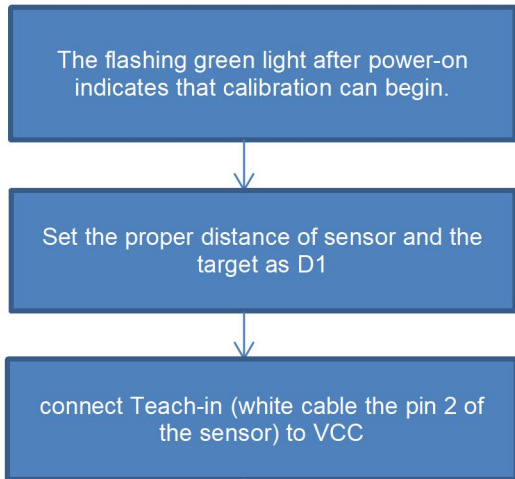 The flashing green light after power-on
indicates that calibration can begin.
Set the proper distance of sensor and the
target as D1
connect Teach-in (white cable the pin 2 of
the sensor) to VCC